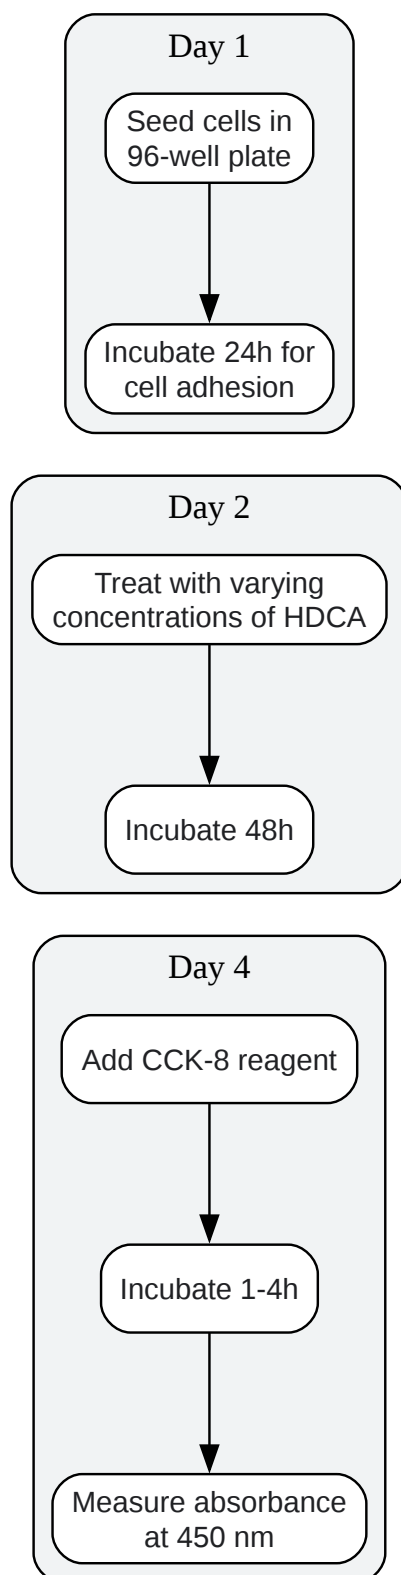 Day 1
Seed cells in
96-well plate
Incubate 24h for
cell adhesion
Day 2
Treat with varying
concentrations of HDCA
Incubate 48h
Day 4
Add CCK-8 reagent
Incubate 1-4h
Measure absorbance
at 450 nm